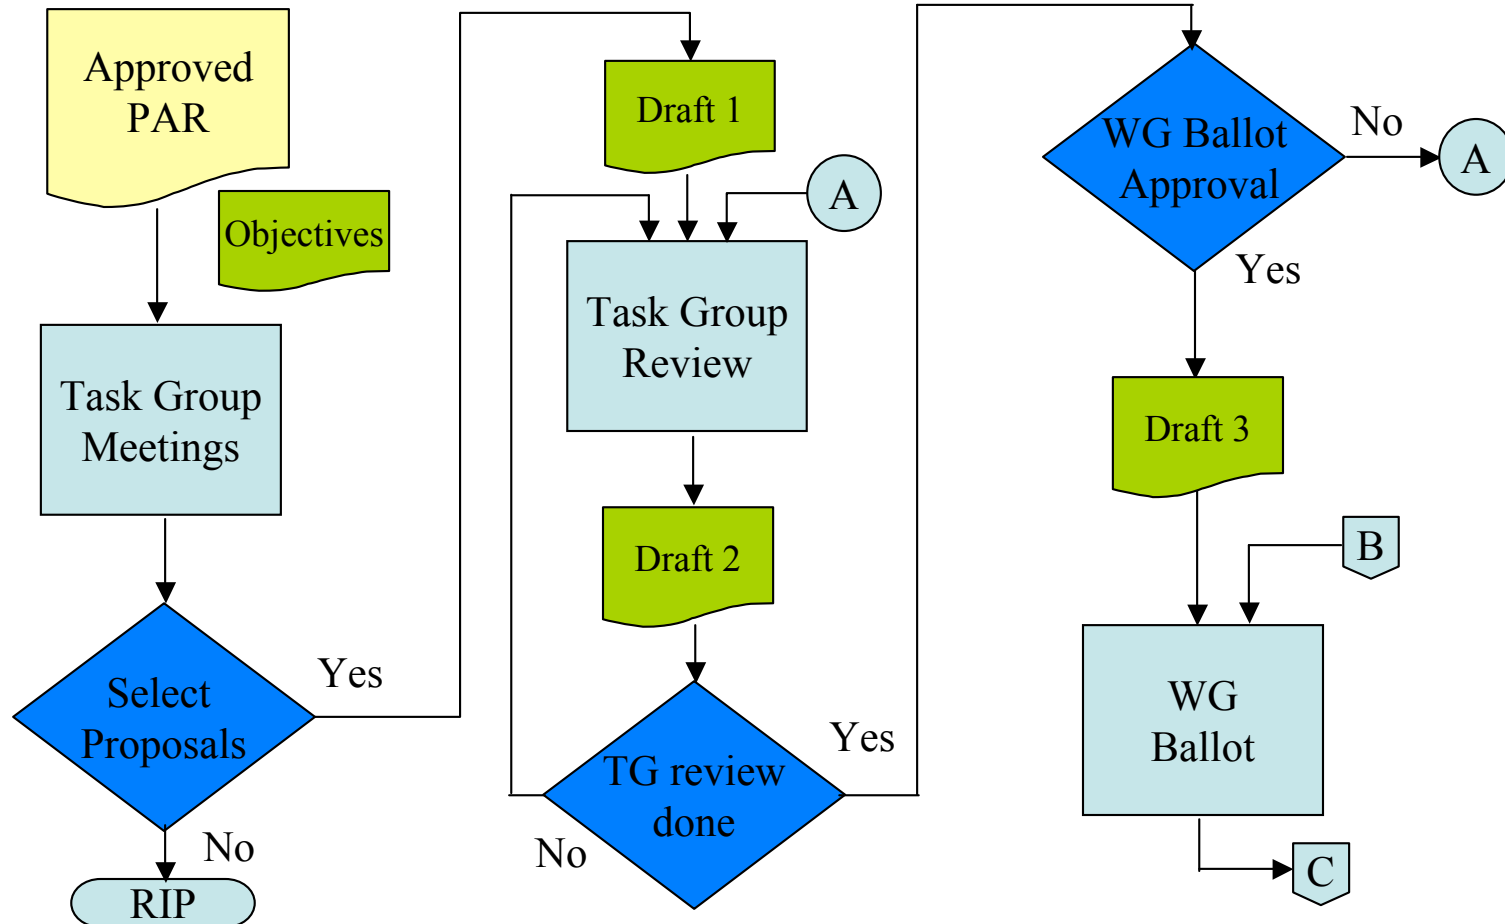 Approved
PAR
Objectives
Task Group
Meetings
Select
Proposals
Yes
No
RIP
Draft 1
A
Task Group
Review
Draft 2
TG review
done
Yes
No
WG Ballot
Approval
No
A
Yes
Draft 3
B
WG
Ballot
C